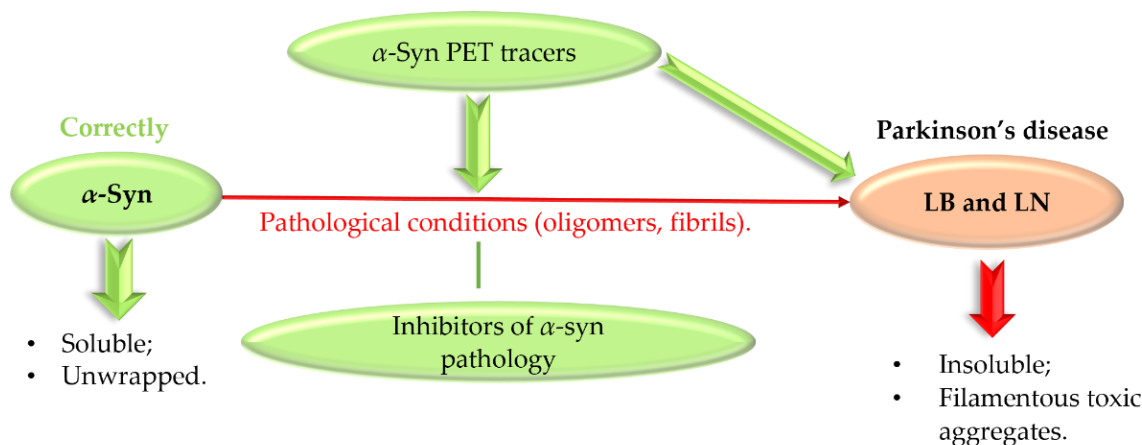 α-Syn PET tracers
Correctly
Parkinson’s disease
α-Syn
LB and LN
Pathological conditions (oligomers, fibrils).
Inhibitors of α-syn
pathology
• Soluble;
• Unwrapped.
• Insoluble;
• Filamentous toxic
aggregates.